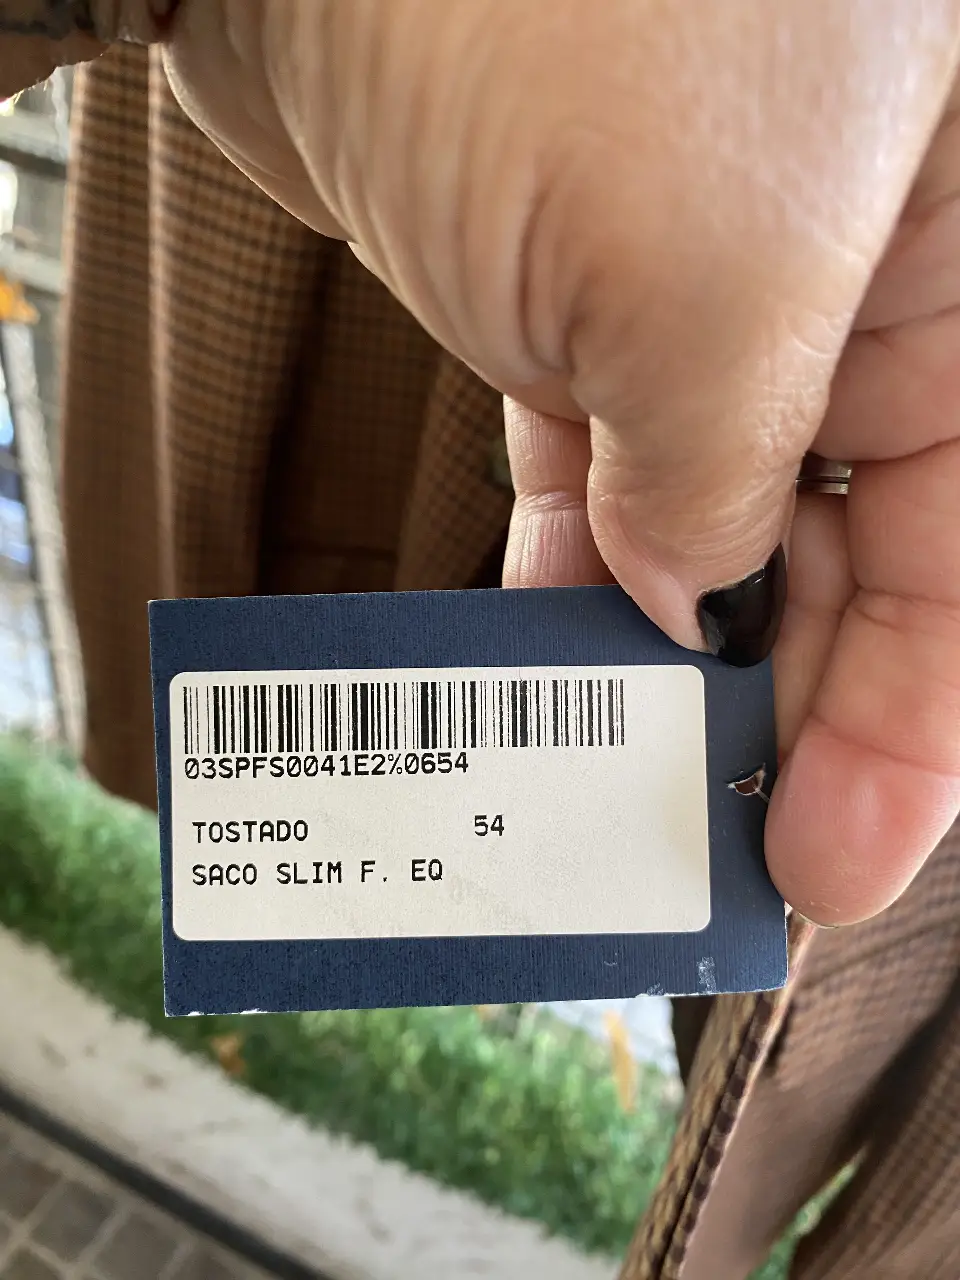 03SPFS0041E2%0654
TOSTADO 54
SACO SLIM F. EQ